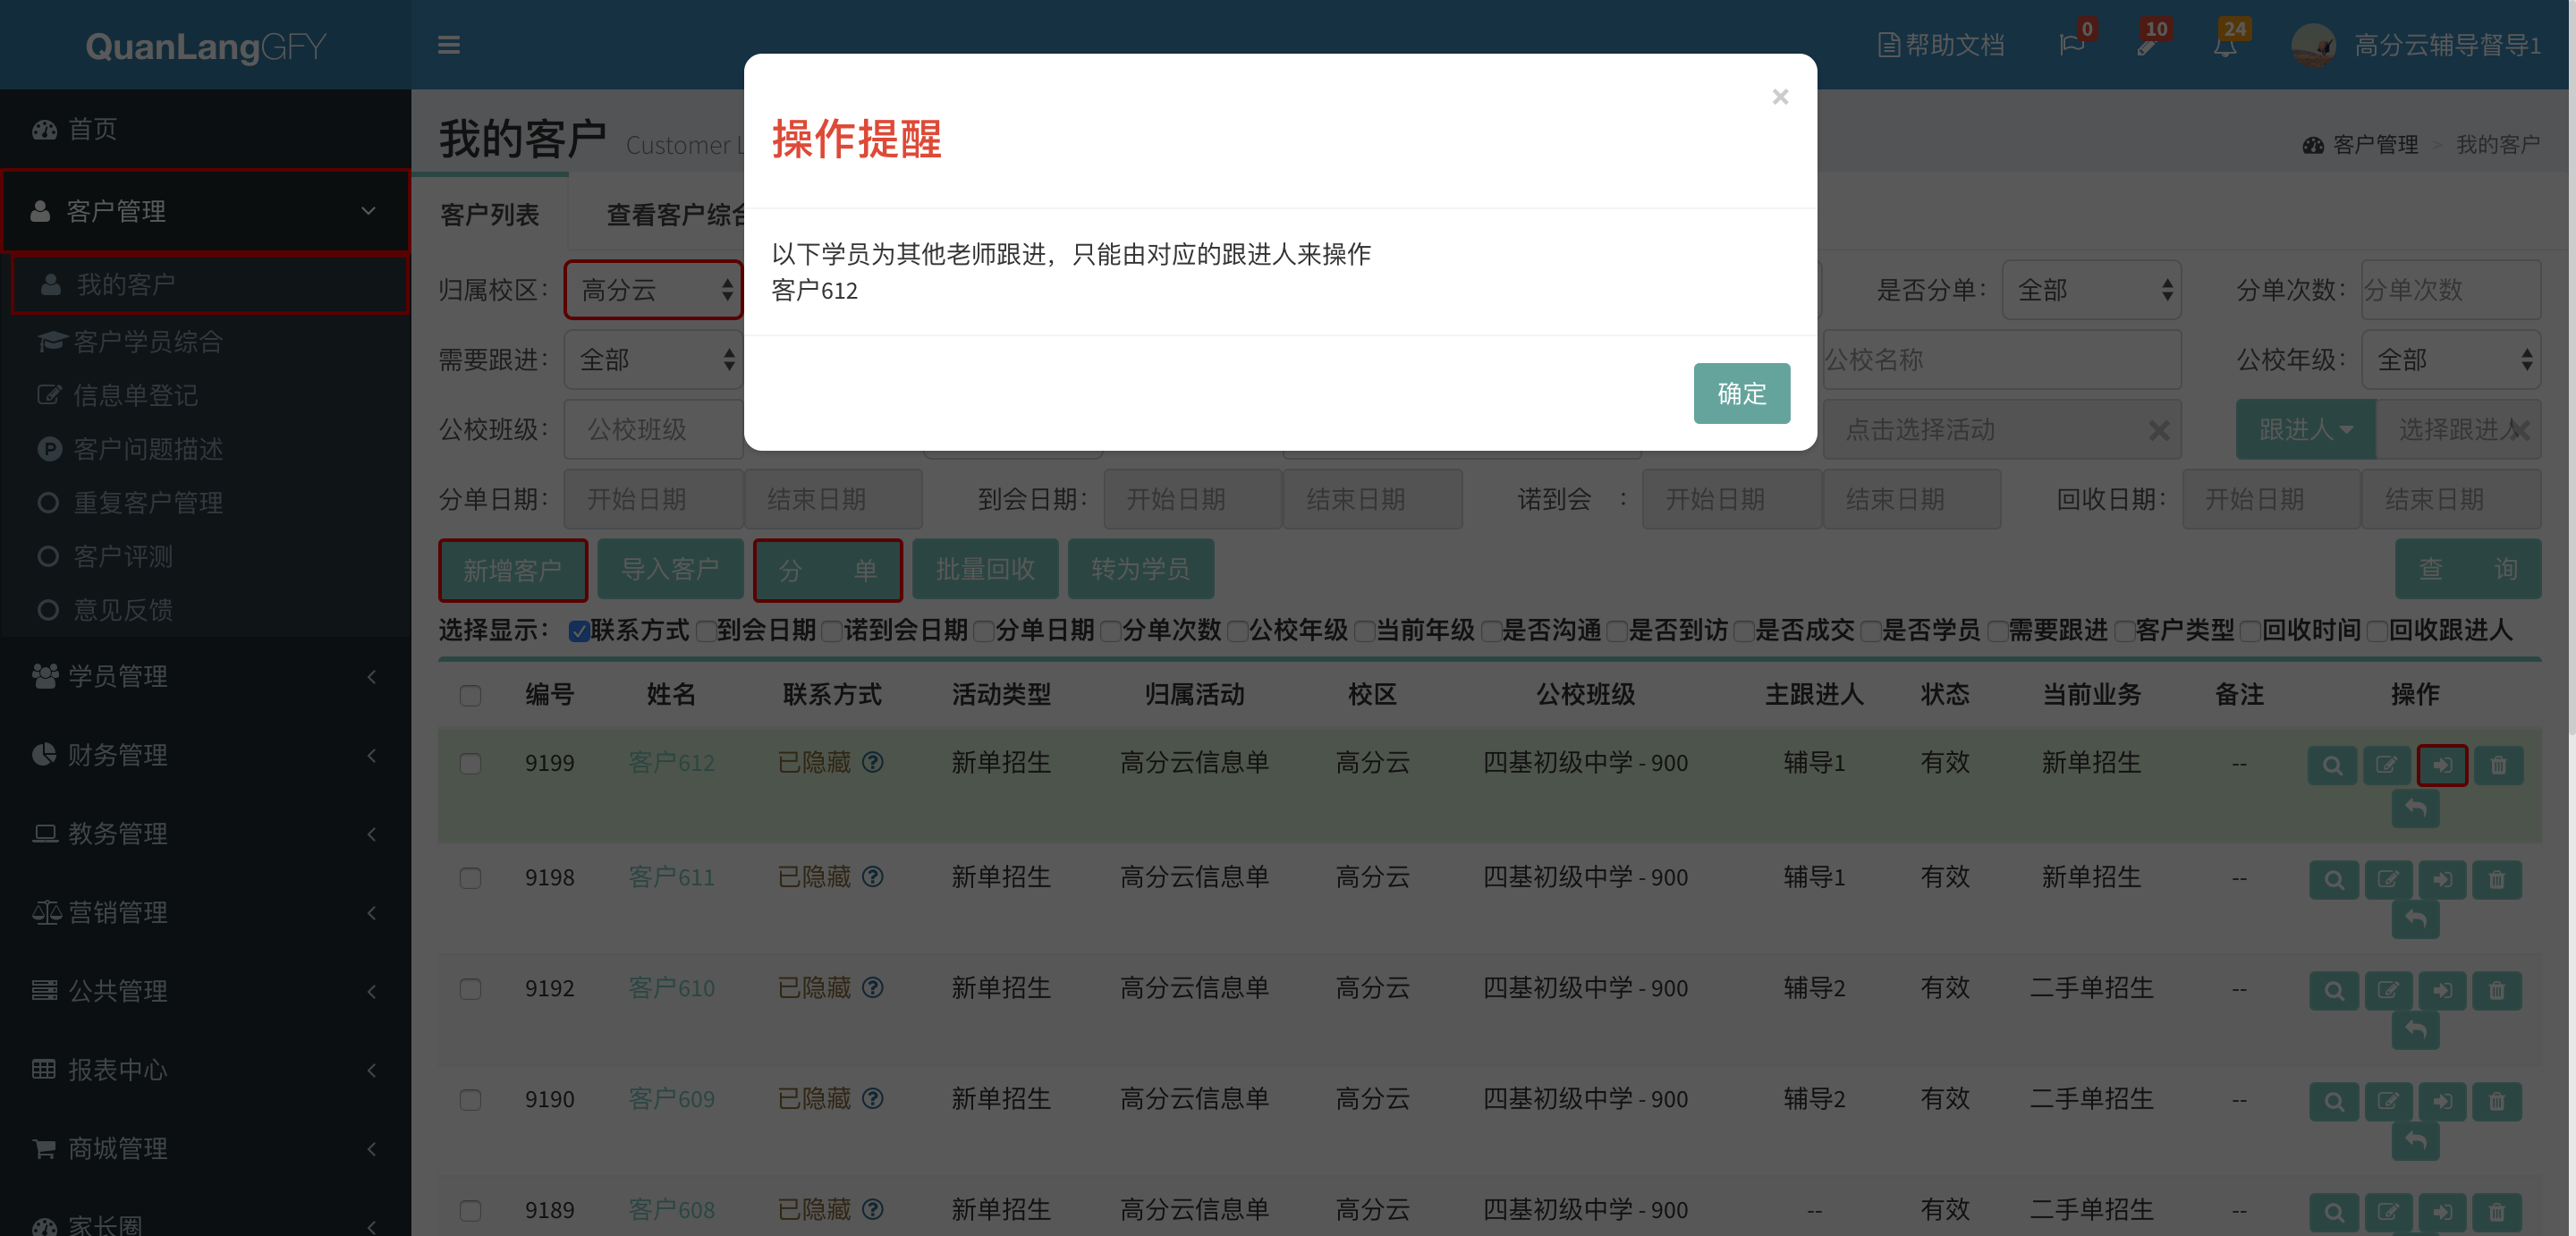 QuanLangGFY
帮助文档
0
10
24
高分云辅导督导1
首页
客户管理
我的客户
客户学员综合
信息单登记
客户问题描述
重复客户管理
客户评测
意见反馈
学员管理
财务管理
教务管理
营销管理
公共管理
报表中心
商城管理
家长圈
我的客户 Customer L
客户管理 > 我的客户
操作提醒
×
以下学员为其他老师跟进，只能由对应的跟进人来操作
客户612
确定
客户列表 查看客户综合
归属校区： 高分云 是否分单： 全部 分单次数： 分单次数
需要跟进： 全部 公校名称 公校年级： 全部
公校班级： 公校班级 点击选择活动 跟进人 选择跟进人
分单日期： 开始日期 结束日期 到会日期： 开始日期 结束日期 诺到会 ： 开始日期 结束日期 回收日期： 开始日期 结束日期
新增客户 导入客户 分 单 批量回收 转为学员 查 询
选择显示： 联系方式 到会日期 诺到会日期 分单日期 分单次数 公校年级 当前年级 是否沟通 是否到访 是否成交 是否学员 需要跟进 客户类型 回收时间 回收跟进人
编号 姓名 联系方式 活动类型 归属活动 校区 公校班级 主跟进人 状态 当前业务 备注 操作
9199 客户612 已隐藏 新单招生 高分云信息单 高分云 四基初级中学 - 900 辅导1 有效 新单招生 --
9198 客户611 已隐藏 新单招生 高分云信息单 高分云 四基初级中学 - 900 辅导1 有效 新单招生 --
9192 客户610 已隐藏 新单招生 高分云信息单 高分云 四基初级中学 - 900 辅导2 有效 二手单招生 --
9190 客户609 已隐藏 新单招生 高分云信息单 高分云 四基初级中学 - 900 辅导2 有效 二手单招生 --
9189 客户608 已隐藏 新单招生 高分云信息单 高分云 四基初级中学 - 900 -- 有效 二手单招生 --